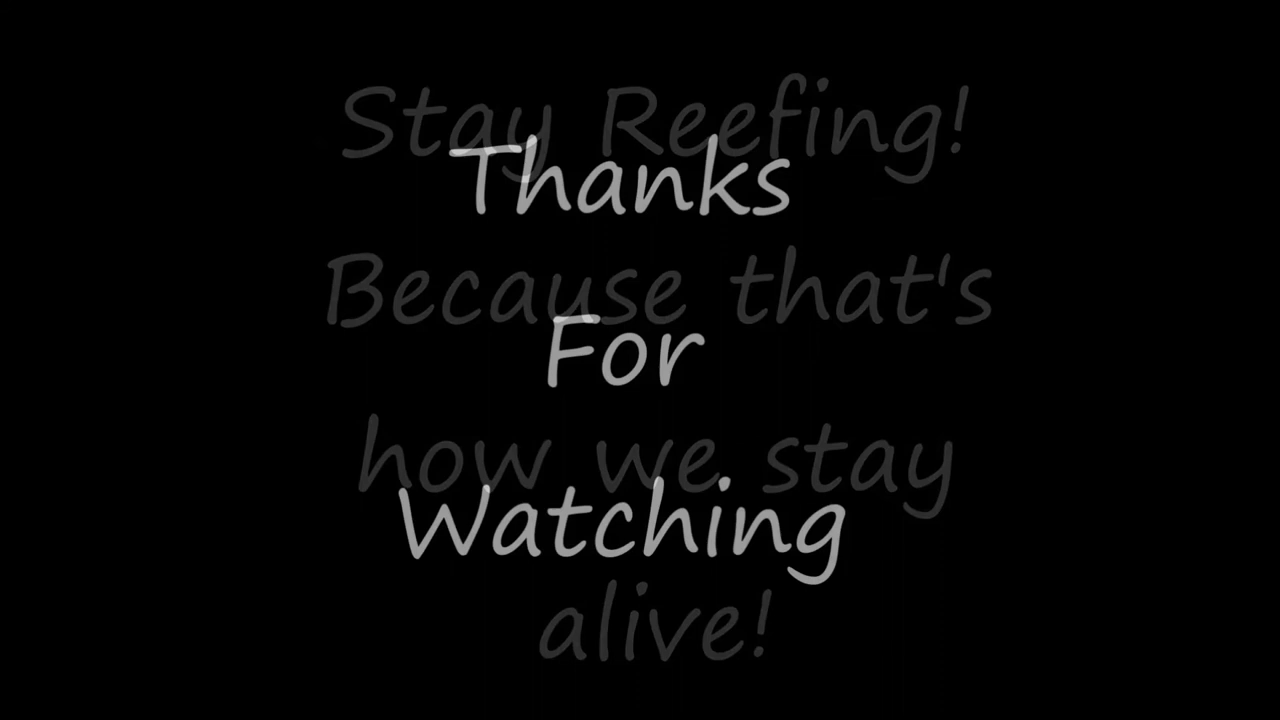 Stay Reefing!
Thanks
Because that's
For
how we stay
Watching
alive!